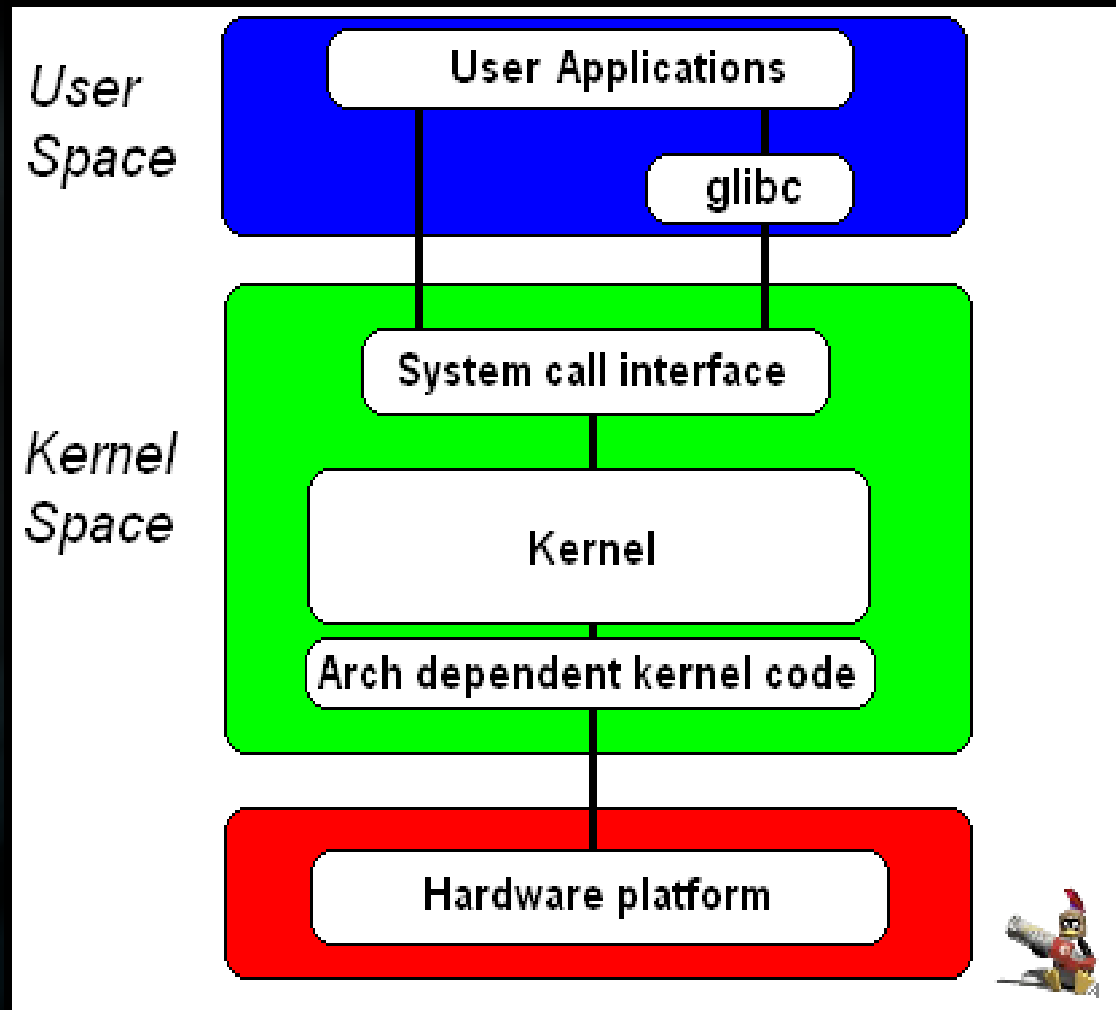 User
Space
User Applications
glibc
Kernel
Space
System call interface
Kernel
Arch dependent kernel code
Hardware platform